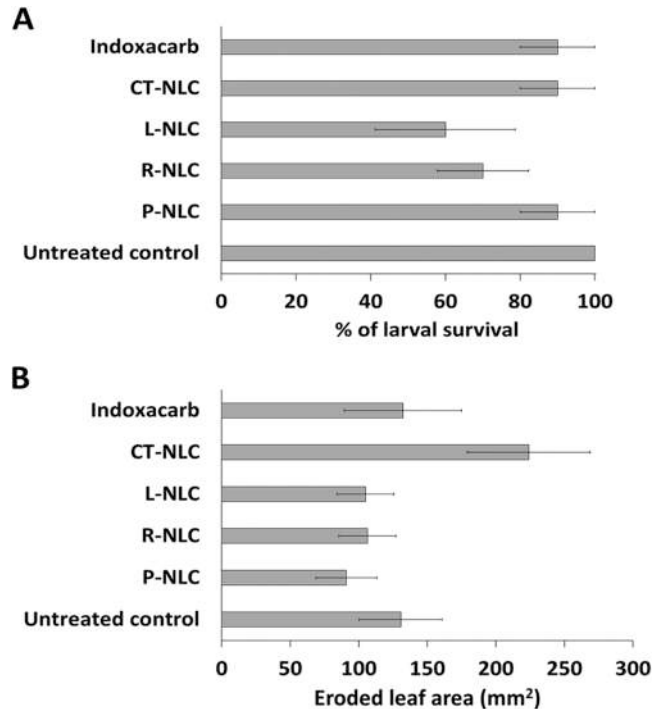 A
Indoxacarb
CT-NLC
L-NLC
R-NLC
P-NLC
Untreated control
0 20 40 60 80 100
% of larval survival
B
Indoxacarb
CT-NLC
L-NLC
R-NLC
P-NLC
Untreated control
0 50 100 150 200 250 300
Eroded leaf area (mm²)